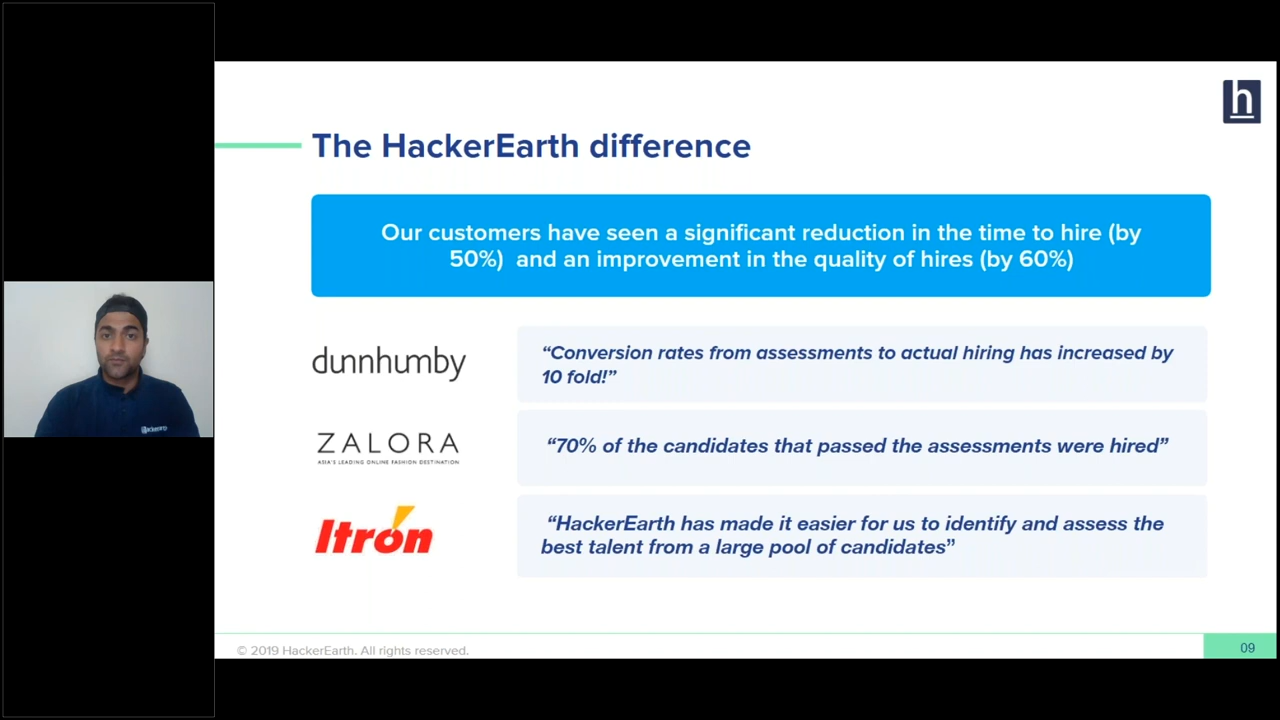 h
The HackerEarth difference
Our customers have seen a significant reduction in the time to hire (by
50%)  and an improvement in the quality of hires (by 60%)
dunnhumby
“Conversion rates from assessments to actual hiring has increased by
10 fold!”
ZALORA
ASIA'S LEADING ONLINE FASHION DESTINATION
“70% of the candidates that passed the assessments were hired”
Itron
“HackerEarth has made it easier for us to identify and assess the
best talent from a large pool of candidates”
© 2019 HackerEarth. All rights reserved.
09